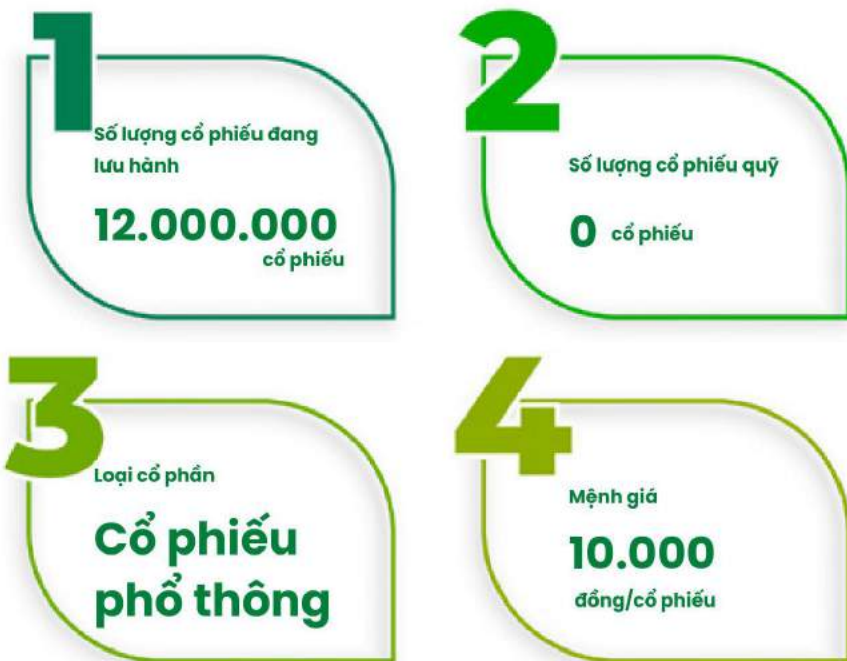 1
Số lượng cổ phiếu đang
lưu hành
12.000.000
cổ phiếu
2
Số lượng cổ phiếu quỹ
0 cổ phiếu
3
Loại cổ phần
Cổ phiếu
phổ thông
4
Mệnh giá
10.000
đồng/cổ phiếu